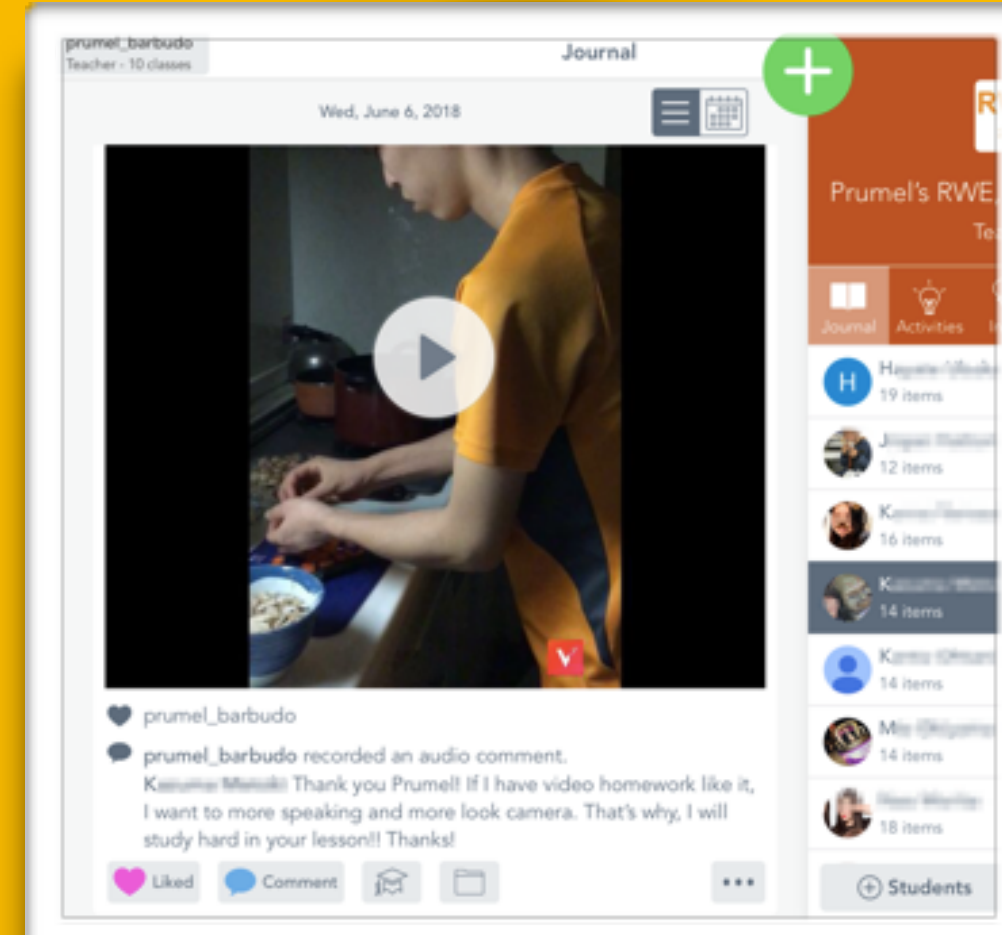 prumel_barbudo
Teacher - 10 classes
Journal
Wed, June 6, 2018
prumel_barbudo
prumel_barbudo recorded an audio comment.
Thank you Prumel! If I have video homework like it,
I want to more speaking and more look camera. That's why, I will
study hard in your lesson!! Thanks!
Liked
Comment
R
Prumel's RWE,
Tea
Journal
Activities
H
19 items
12 items
16 items
14 items
14 items
14 items
18 items
Students